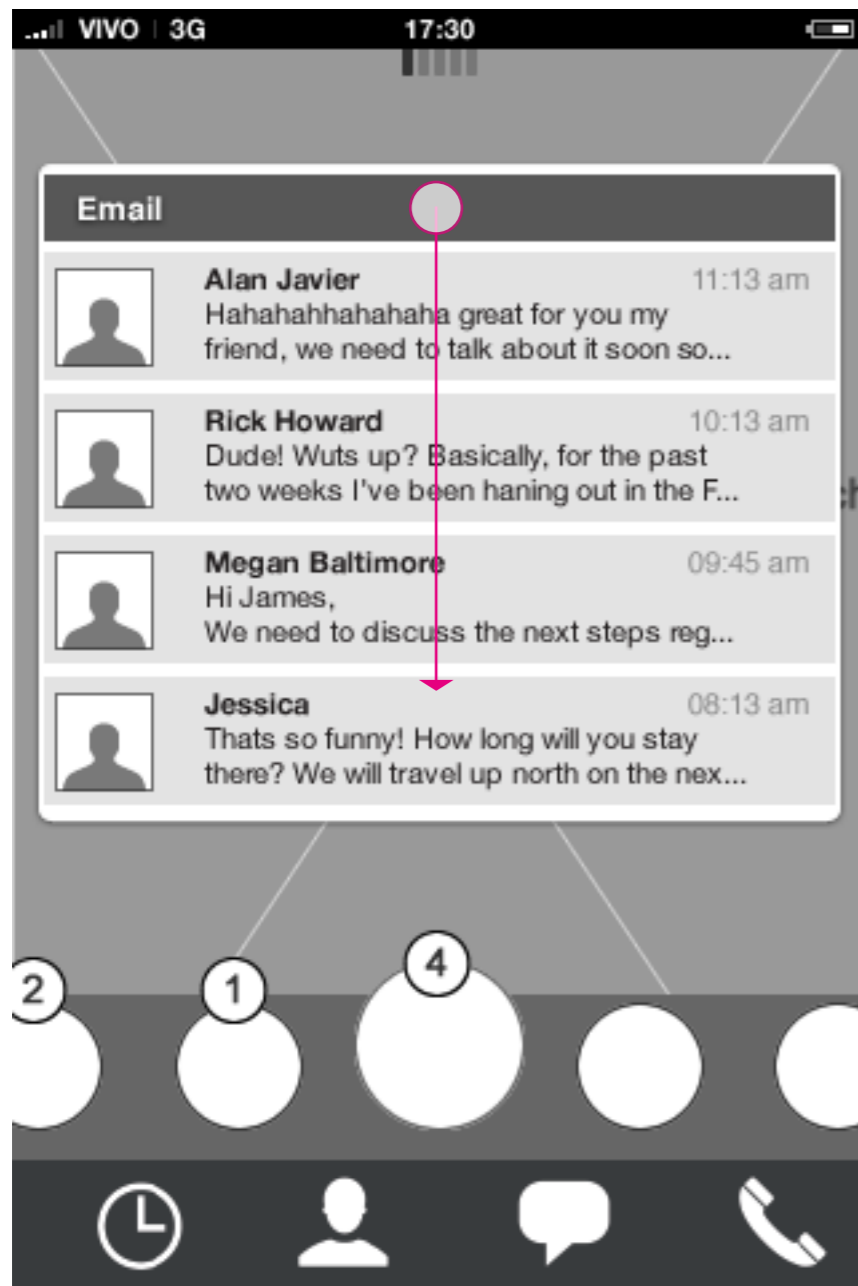 VIVO 3G 17:30
Email
Alan Javier 11:13 am
Hahahahhahahaha great for you my
friend, we need to talk about it soon so...
Rick Howard 10:13 am
Dude! Wuts up? Basically, for the past
two weeks I've been haning out in the F...
Megan Baltimore 09:45 am
Hi James,
We need to discuss the next steps reg...
Jessica 08:13 am
Thats so funny! How long will you stay
there? We will travel up north on the nex...
2 1 4